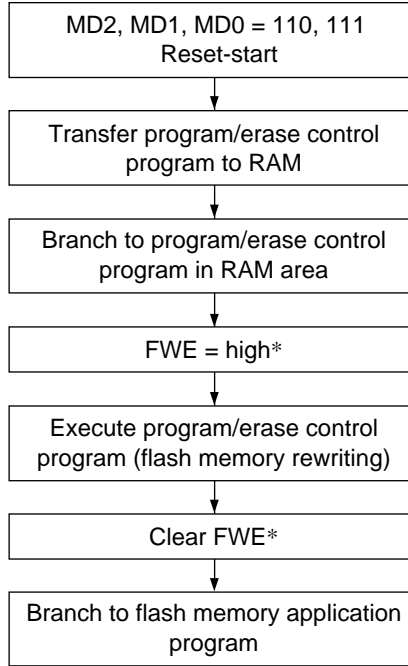 MD2, MD1, MD0 = 110, 111
Reset-start
Transfer program/erase control
program to RAM
Branch to program/erase control
program in RAM area
FWE = high*
Execute program/erase control
program (flash memory rewriting)
Clear FWE*
Branch to flash memory application
program